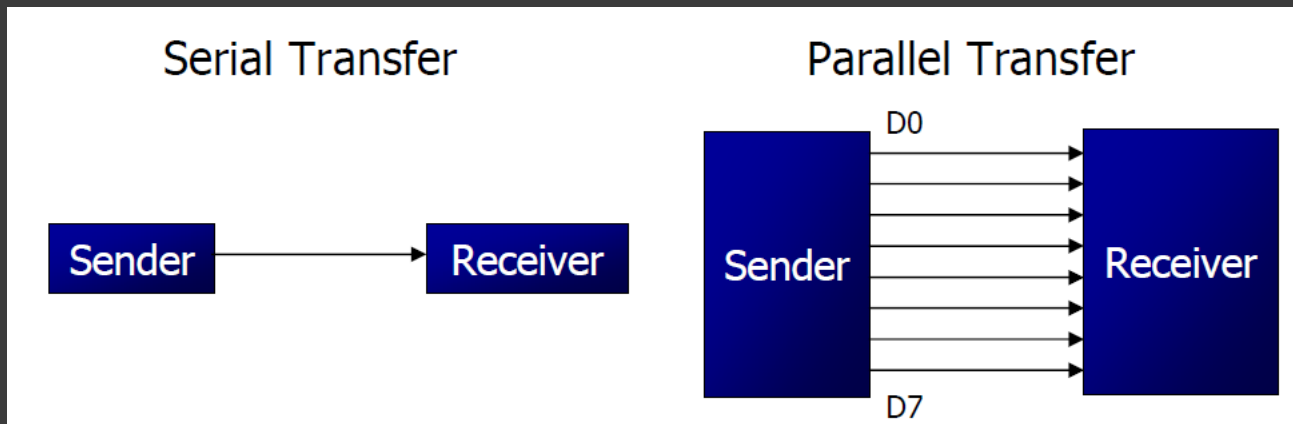 Serial Transfer
Sender
Receiver
Parallel Transfer
D0
Sender
Receiver
D7